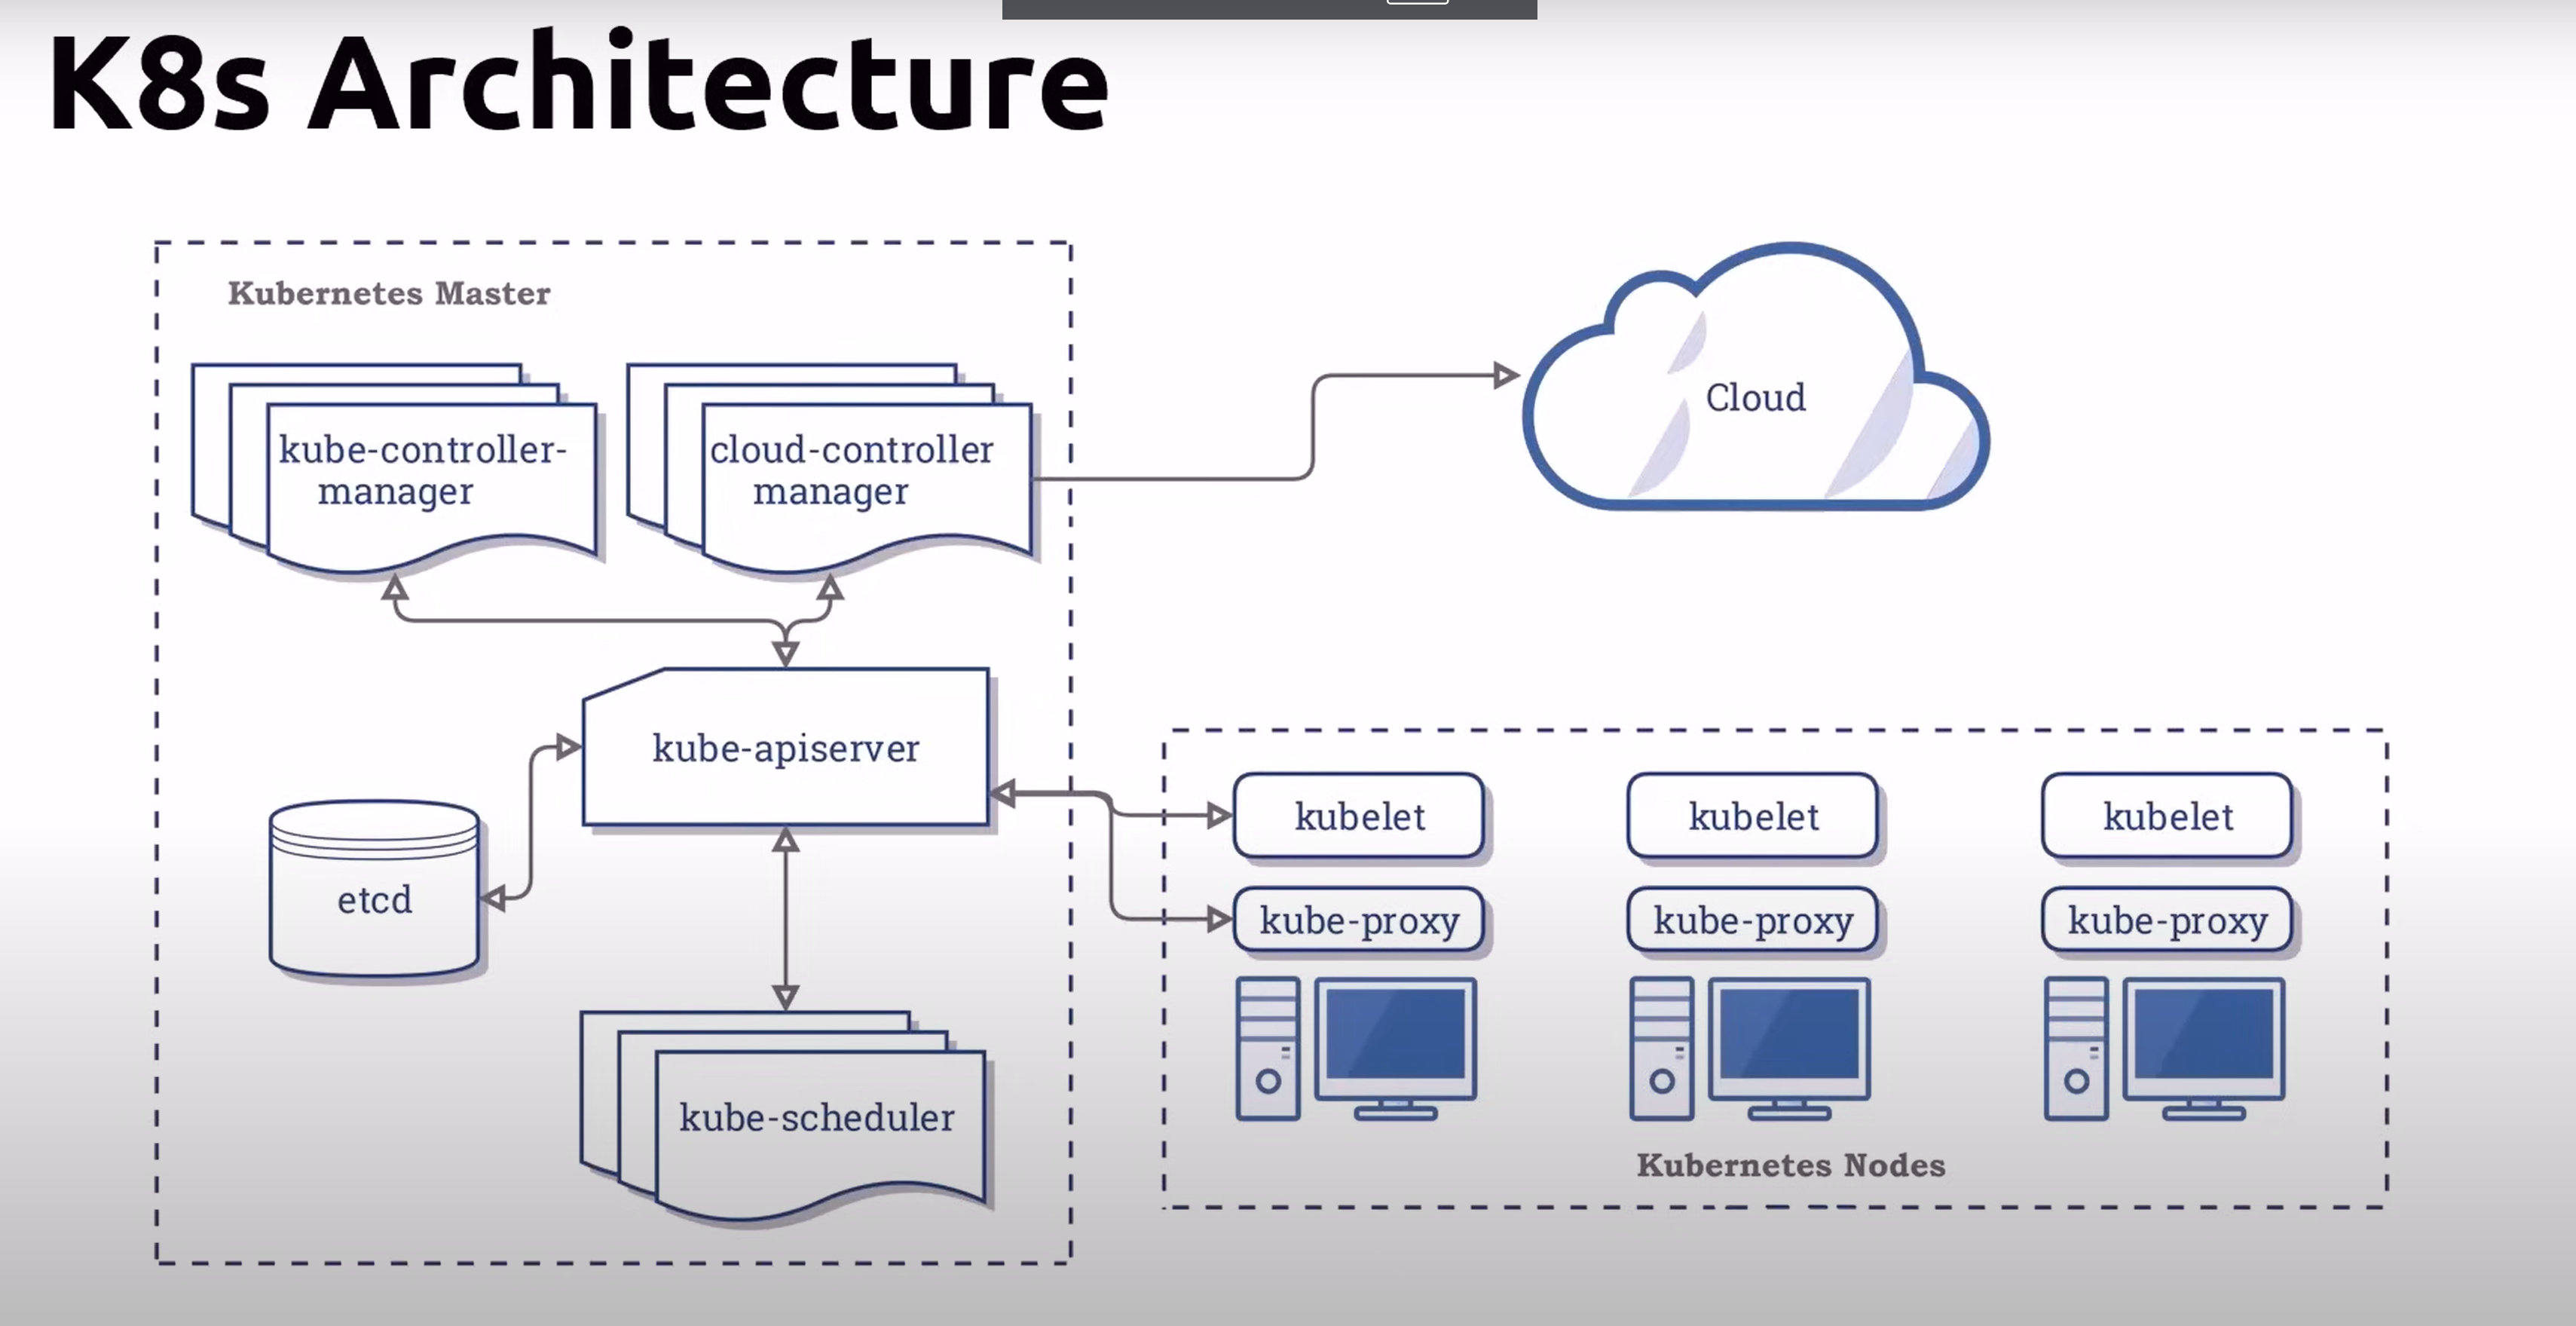 K8s Architecture
Kubernetes Master
kube-controller-
manager
cloud-controller
manager
Cloud
kube-apiserver
etcd
kube-scheduler
kubelet
kubelet
kubelet
kube-proxy
kube-proxy
kube-proxy
Kubernetes Nodes